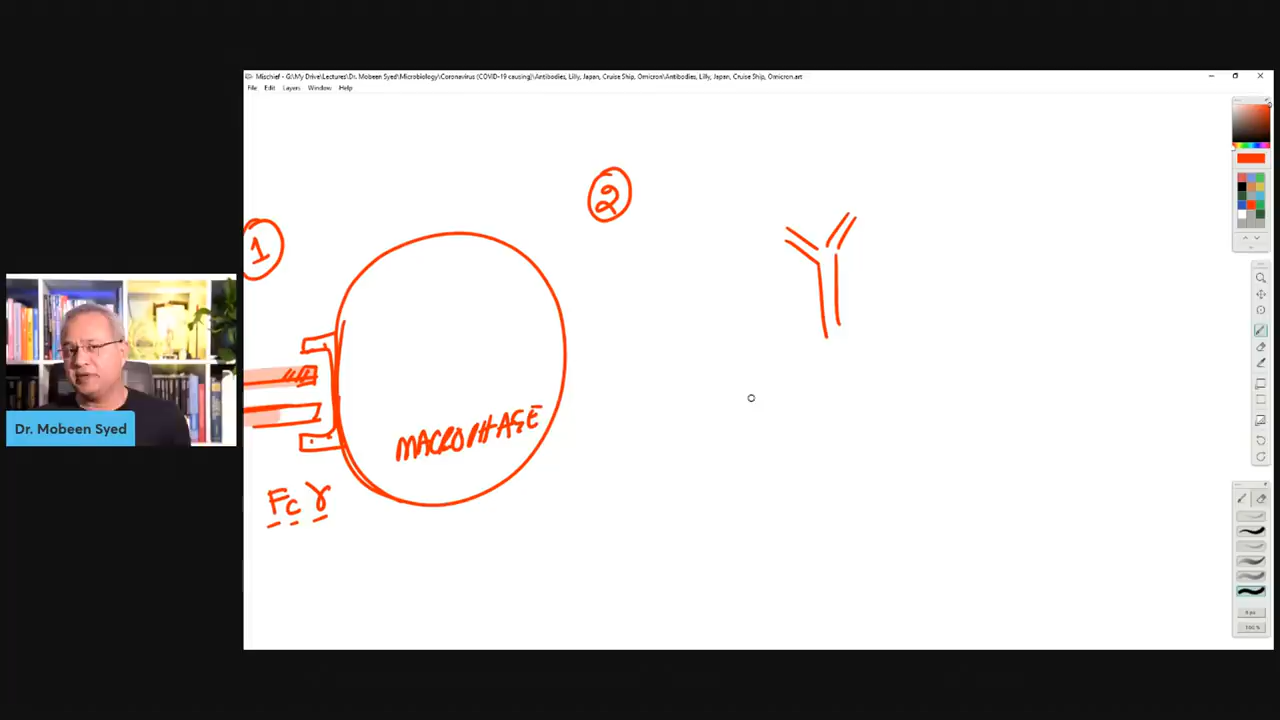 Mischief - G:\My Drive\Lectures\Dr. Mobeen Syed\Microbiology\Coronavirus (COVID-19 causing)\Antibodies, Lilly, Japan, Cruise Ship, Omicron\Antibodies, Lilly, Japan, Cruise Ship, Omicron.art
File Edit Layers Window Help
2
1
MACROPHAGE
Dr. Mobeen Syed
Fc γ